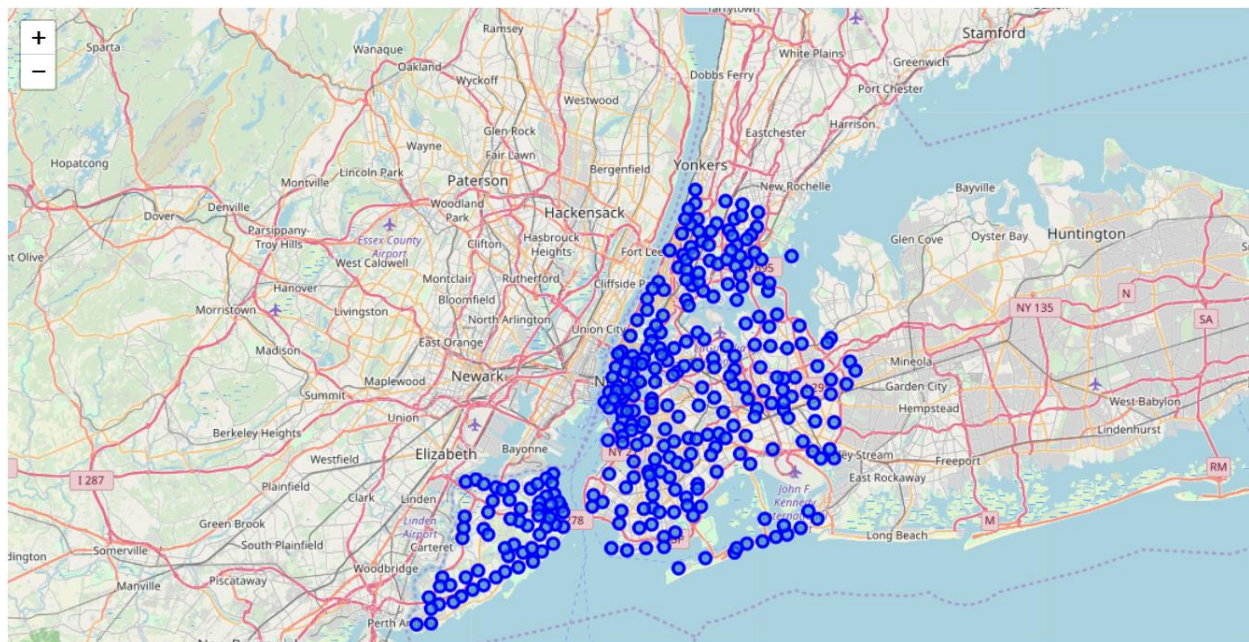 +
−
Sparta
Ramsey
Tarrytown
Stamford
Wanaque
Oakland
White Plains
Greenwich
Wyckoff
Dobbs Ferry
Port Chester
Westwood
Glen Rock
Eastchester
Harrison
Hopatcong
Wayne
Fair Lawn
Lincoln Park
Bergenfield
Yonkers
Montville
Paterson
New Rochelle
Bayville
Dover
Denville
Woodland
Park
Hackensack
Parsippany-
Troy Hills
Essex County
Airport
Clifton
Hasbrouck
Heights
Fort Lee
Glen Cove
Oyster Bay
Huntington
West Caldwell
Montclair
Rutherford
695
Hanover
Bloomfield
Cliffside
N
NY 135
Morristown
Livingston
North Arlington
Union City
SA
East Orange
Madison
Mineola
Maplewood
Newark
Garden City
Summit
Union
Hempstead
West Babylon
Berkeley Heights
Lindenhurst
Bayonne
Elizabeth
Westfield
Freeport
RM
I 287
Plainfield
Clark
Linden
East Rockaway
John F.
Kennedy
Green Brook
Linden
Airport
278
M
Long Beach
South Plainfield
Carteret
Somerville
Woodbridge
Manville
Piscataway